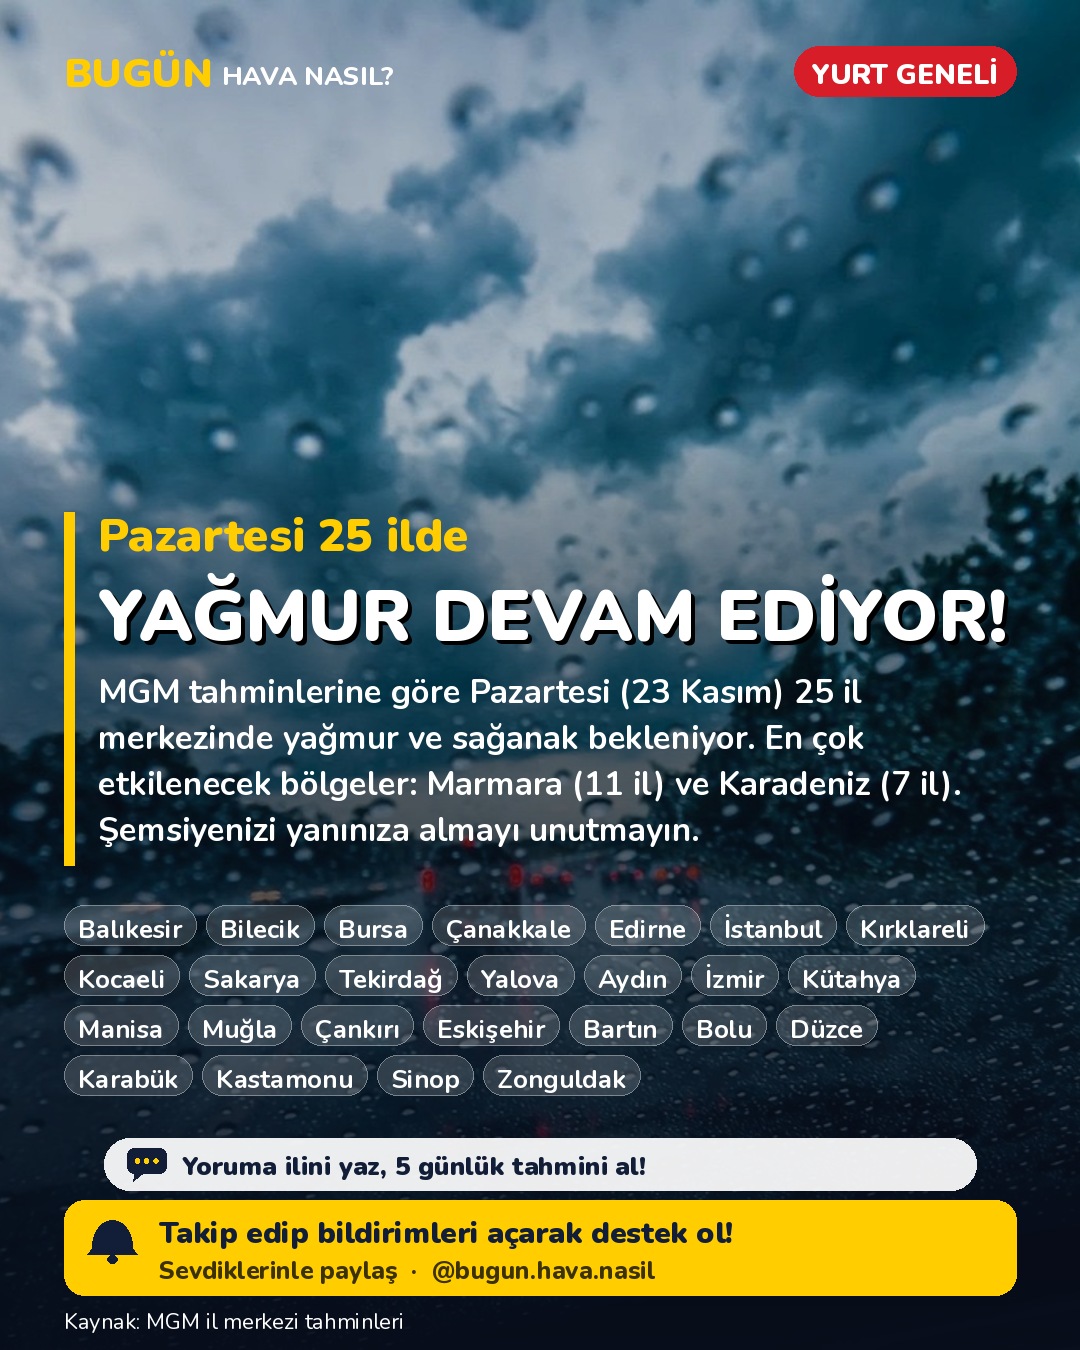 BUGÜN HAVA NASIL?
YURT GENELİ
Pazartesi 25 ilde
YAĞMUR DEVAM EDİYOR!
MGM tahminlerine göre Pazartesi (23 Kasım) 25 il
merkezinde yağmur ve sağanak bekleniyor. En çok
etkilenecek bölgeler: Marmara (11 il) ve Karadeniz (7 il).
Şemsiyenizi yanınıza almayı unutmayın.
Balıkesir Bilecik Bursa Çanakkale Edirne İstanbul Kırklareli
Kocaeli Sakarya Tekirdağ Yalova Aydın İzmir Kütahya
Manisa Muğla Çankırı Eskişehir Bartın Bolu Düzce
Karabük Kastamonu Sinop Zonguldak
Yoruma ilini yaz, 5 günlük tahmini al!
Takip edip bildirimleri açarak destek ol!
Sevdiklerinle paylaş · @bugun.hava.nasil
Kaynak: MGM il merkezi tahminleri